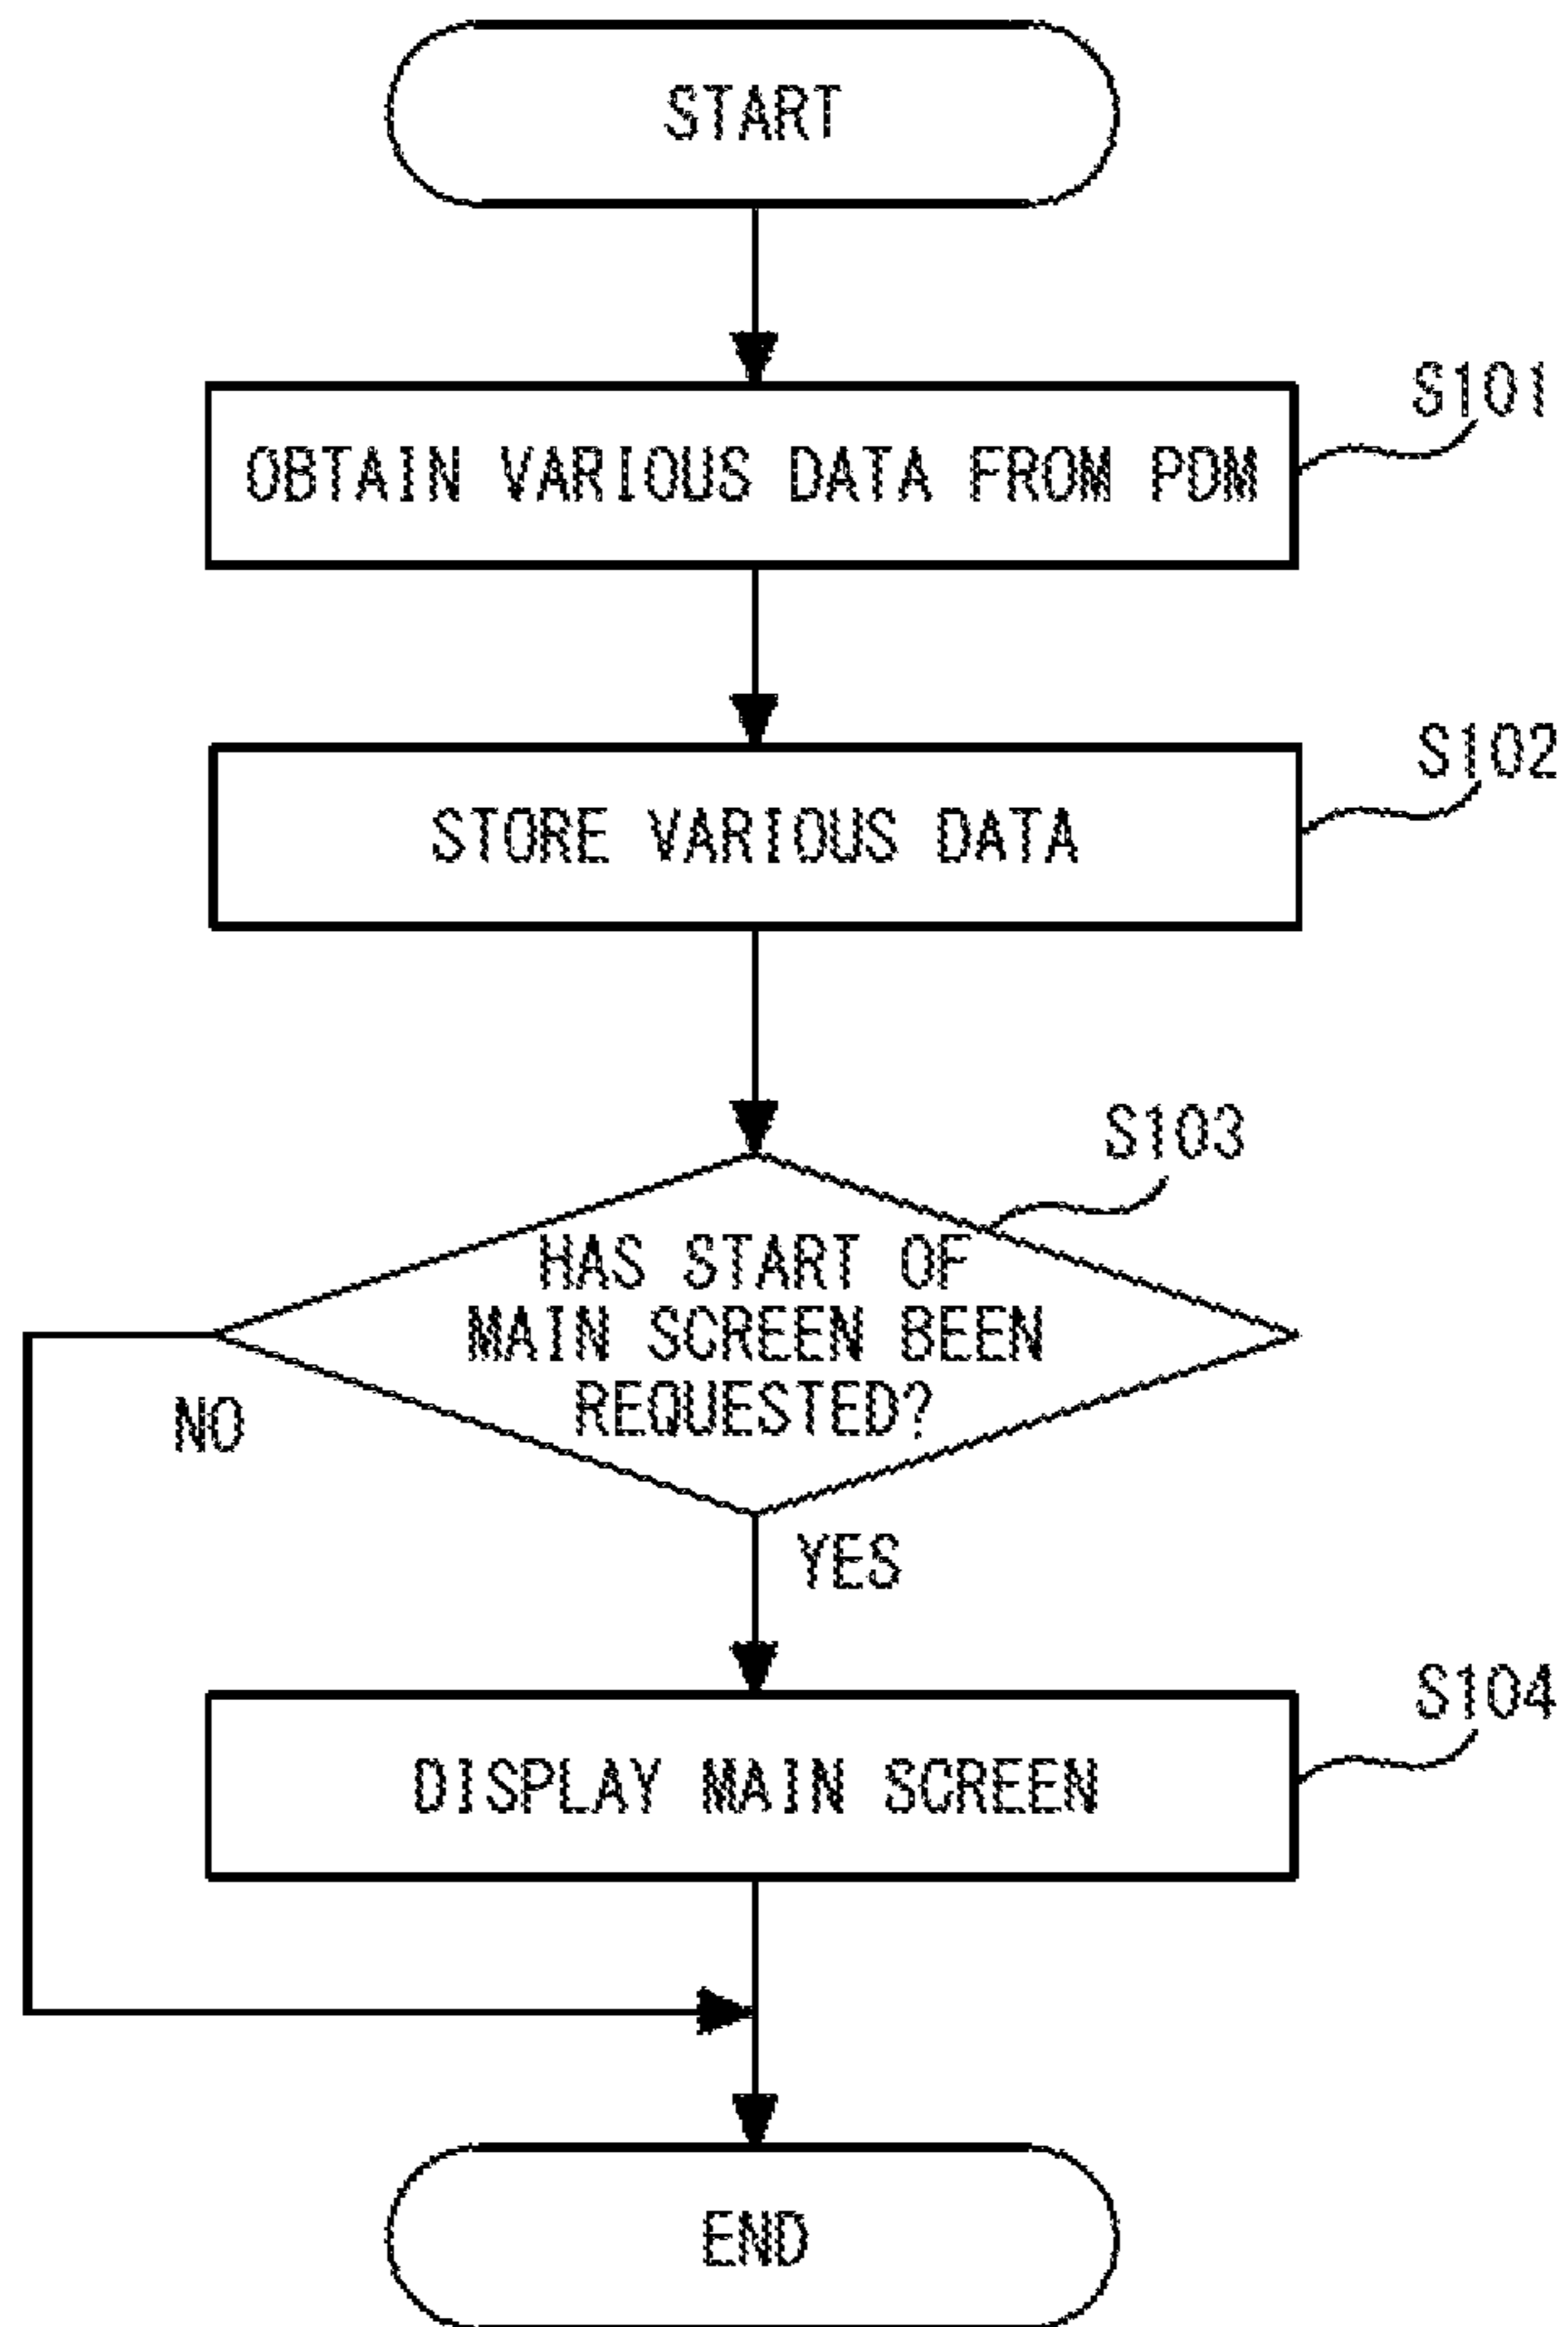 START
S101
OBTAIN VARIOUS DATA FROM PDM
S102
STORE VARIOUS DATA
S103
HAS START OF
MAIN SCREEN BEEN
REQUESTED?
NO
YES
S104
DISPLAY MAIN SCREEN
END